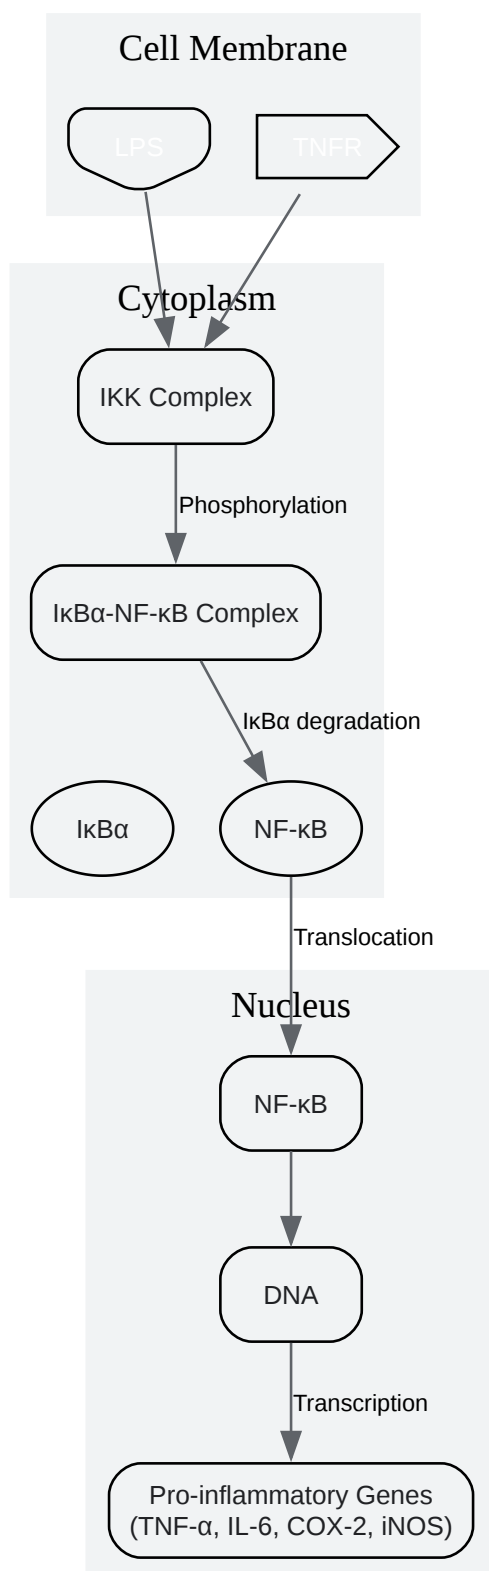 Cell Membrane
LPS
TNFR
Cytoplasm
IKK Complex
Phosphorylation
IκBα-NF-κB Complex
IκBα degradation
IκBα
NF-κB
Translocation
Nucleus
NF-κB
DNA
Transcription
Pro-inflammatory Genes
(TNF-α, IL-6, COX-2, iNOS)